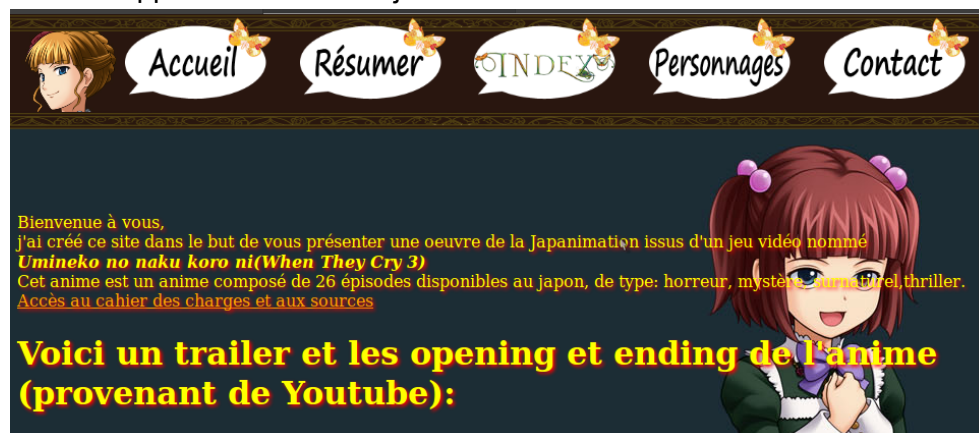 Accueil
Résumer
INDEX
Personnages
Contact
Bienvenue à vous,
j'ai créé ce site dans le but de vous présenter une oeuvre de la Japanimation issus d'un jeu vidéo nommé
Umineko no naku koro ni(When They Cry 3)
Cet anime est un anime composé de 26 épisodes disponibles au japon, de type: horreur, mystère, surnaturel,thriller.
Accès au cahier des charges et aux sources
Voici un trailer et les opening et ending de l'anime
(provenant de Youtube):